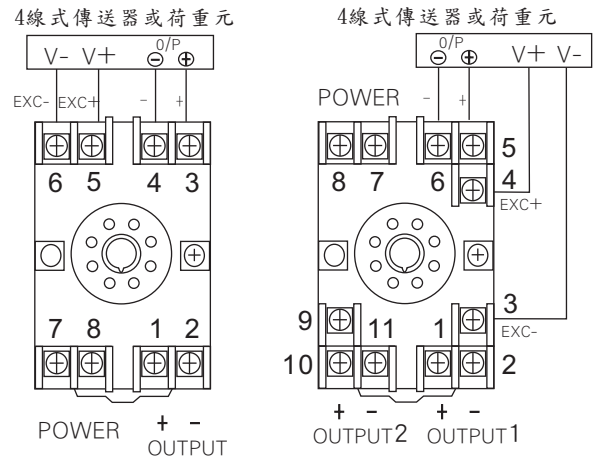 4線式傳送器或荷重元
V- V+ ⊖ O/P ⊕
EXC- EXC+ - +
6 5 4 3
7 8 1 2
POWER + -
OUTPUT
4線式傳送器或荷重元
O/P
⊖ ⊕ V+ V-
POWER - +
8 7 6 5
4
EXC+
3
EXC-
9 11 1
10 2
+ - + -
OUTPUT2 OUTPUT1